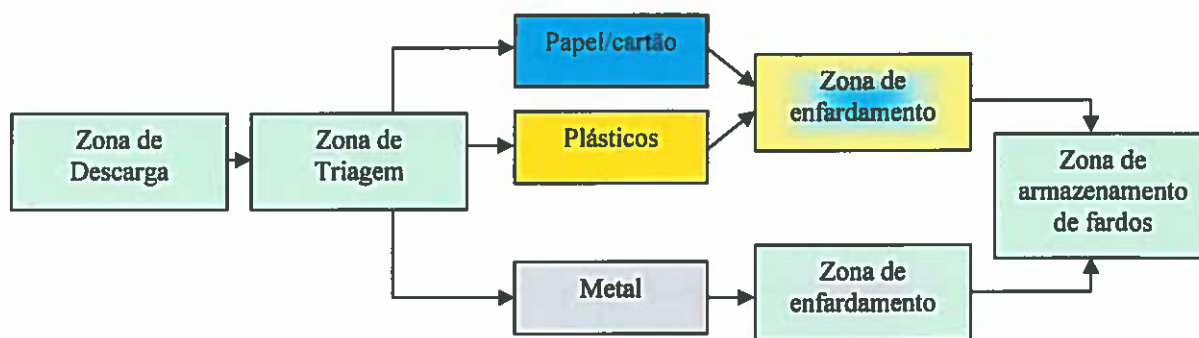 Zona de
Descarga
Zona de
Triagem
Papel/cartão
Plásticos
Metal
Zona de
enfardamento
Zona de
enfardamento
Zona de
armazenamento
de fardos